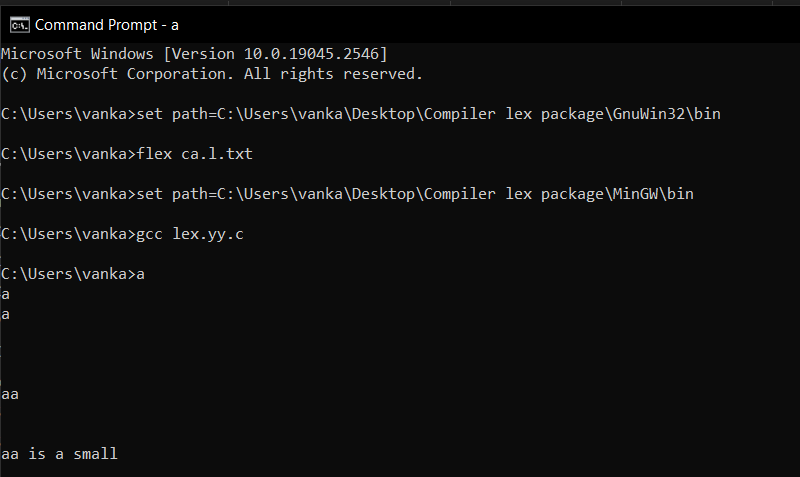 Command Prompt - a
Microsoft Windows [Version 10.0.19045.2546]
(c) Microsoft Corporation. All rights reserved.
C:\Users\vanka>set path=C:\Users\vanka\Desktop\Compiler lex package\GnuWin32\bin
C:\Users\vanka>flex ca.l.txt
C:\Users\vanka>set path=C:\Users\vanka\Desktop\Compiler lex package\MinGW\bin
C:\Users\vanka>gcc lex.yy.c
C:\Users\vanka>a
a
a
aa
aa is a small